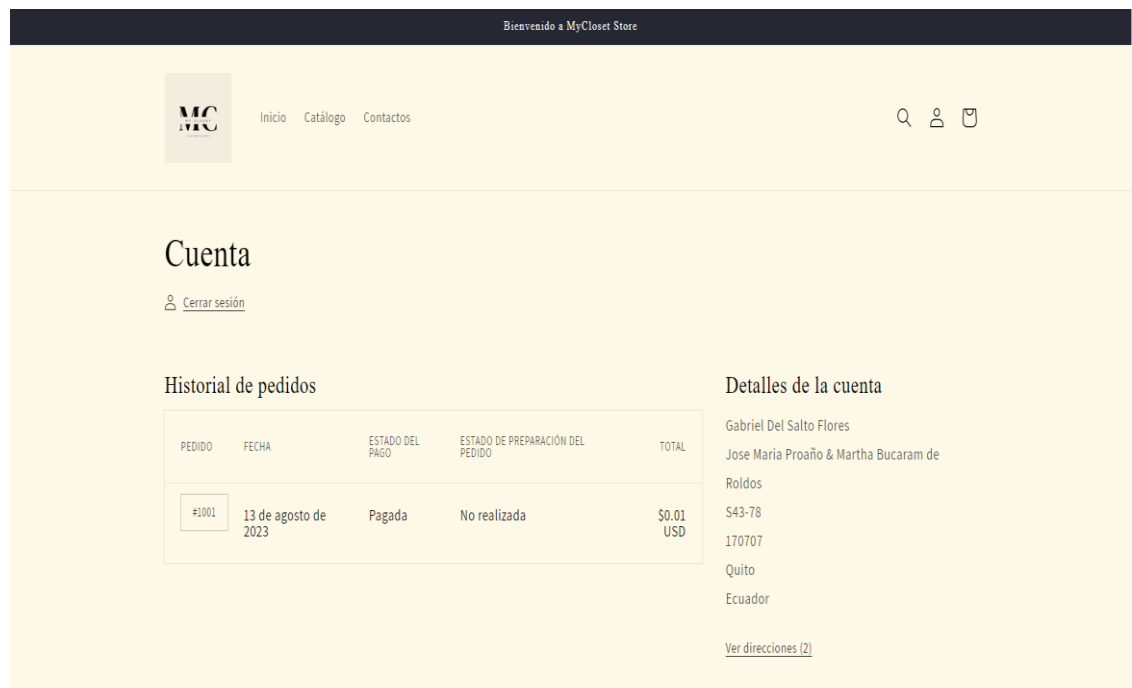 Bienvenido a MyCloset Store
MC
MY CLOSET
Inicio Catálogo Contactos
Cuenta
Cerrar sesión
Historial de pedidos
PEDIDO FECHA ESTADO DEL PAGO ESTADO DE PREPARACIÓN DEL PEDIDO TOTAL
#1001 13 de agosto de 2023 Pagada No realizada $0.01 USD
Detalles de la cuenta
Gabriel Del Salto Flores
Jose Maria Proaño & Martha Bucaram de
Roldos
S43-78
170707
Quito
Ecuador
Ver direcciones (2)